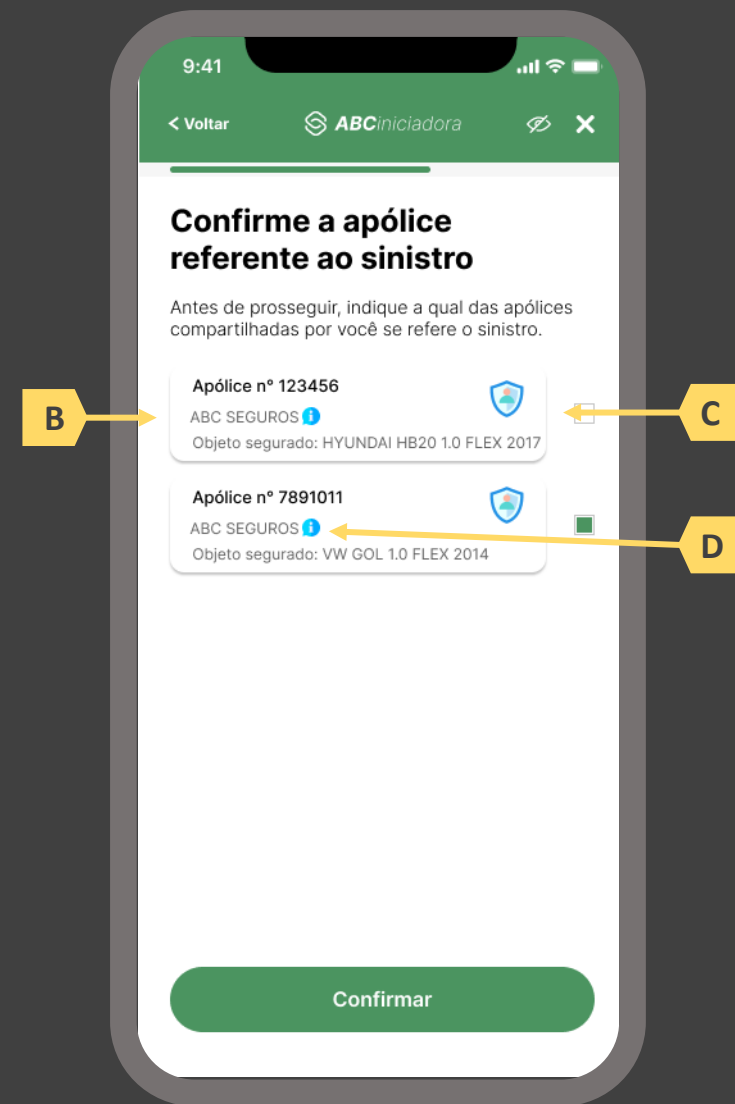 9:41
< Voltar
ABCiniciadora
Confirme a apólice
referente ao sinistro
Antes de prosseguir, indique a qual das apólices
compartilhadas por você se refere o sinistro.
B
Apólice nº 123456
ABC SEGUROS i
Objeto segurado: HYUNDAI HB20 1.0 FLEX 2017
C
Apólice nº 7891011
ABC SEGUROS i
Objeto segurado: VW GOL 1.0 FLEX 2014
D
Confirmar